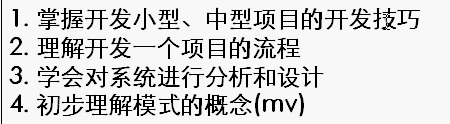 1. 掌握开发小型、中型项目的开发技巧
2. 理解开发一个项目的流程
3. 学会对系统进行分析和设计
4. 初步理解模式的概念(mv)